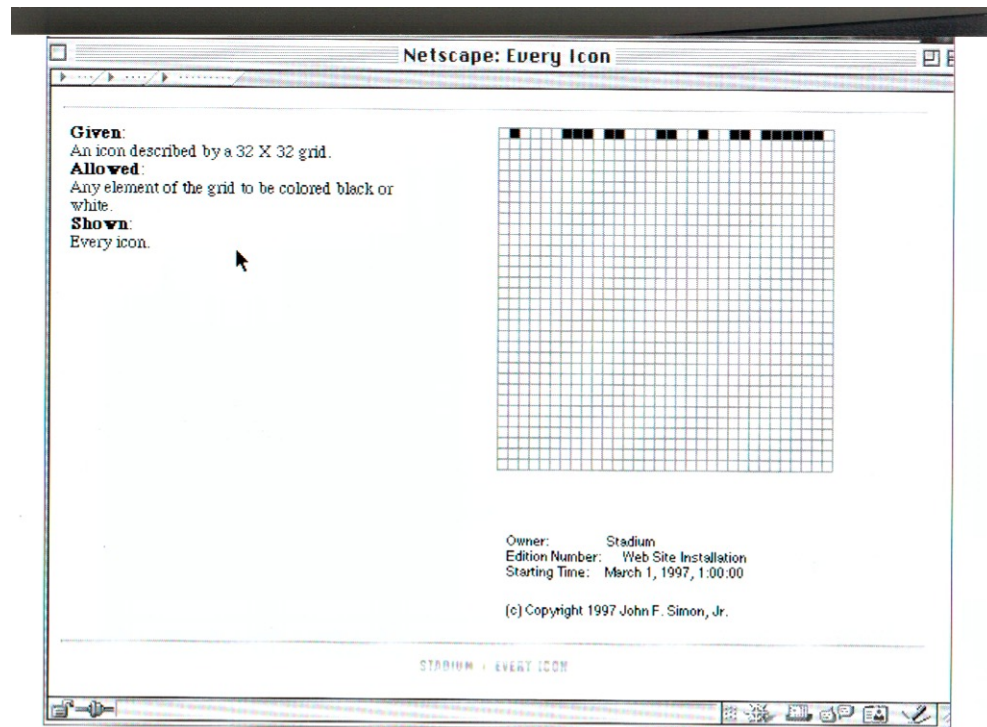 Netscape: Every Icon
Given:
An icon described by a 32 X 32 grid.
Allowed:
Any element of the grid to be colored black or
white.
Shown:
Every icon.
Owner: Stadium
Edition Number: Web Site Installation
Starting Time: March 1, 1997, 1:00:00
(c) Copyright 1997 John F. Simon, Jr.
STADIUM : EVERY ICON